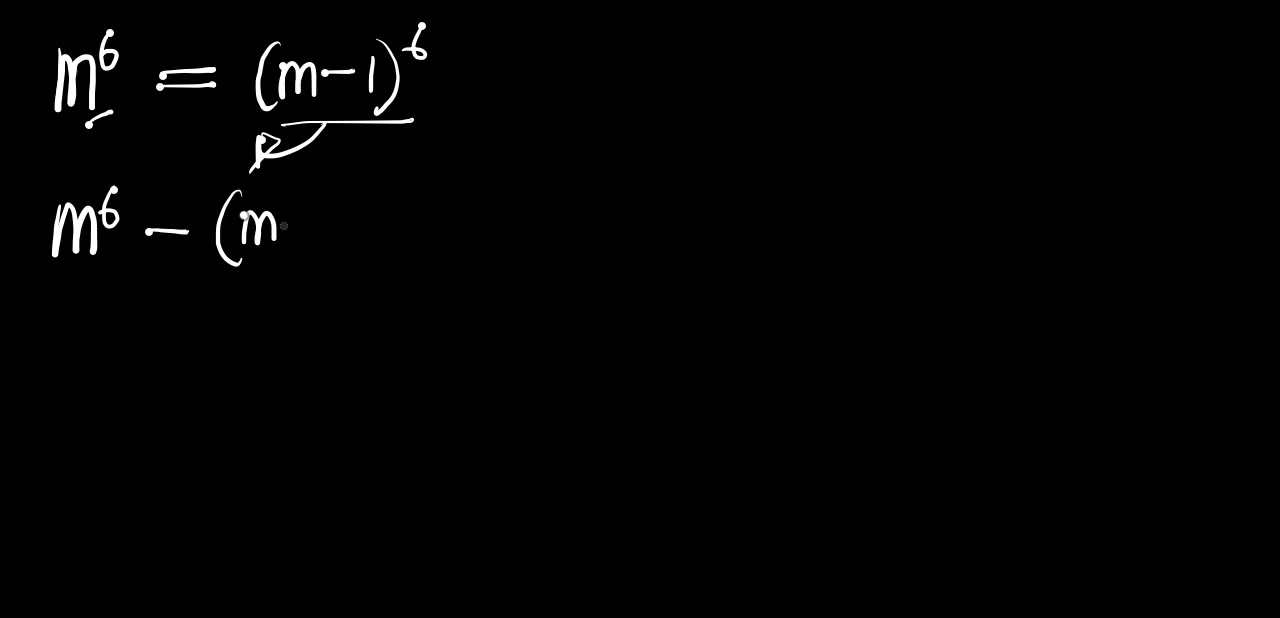 m⁶ = (m-1)⁶
m⁶ - (m